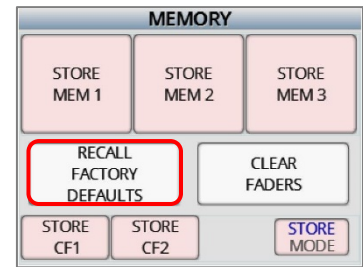 MEMORY
STORE
MEM 1
STORE
MEM 2
STORE
MEM 3
RECALL
FACTORY
DEFAULTS
CLEAR
FADERS
STORE
CF1
STORE
CF2
STORE
MODE